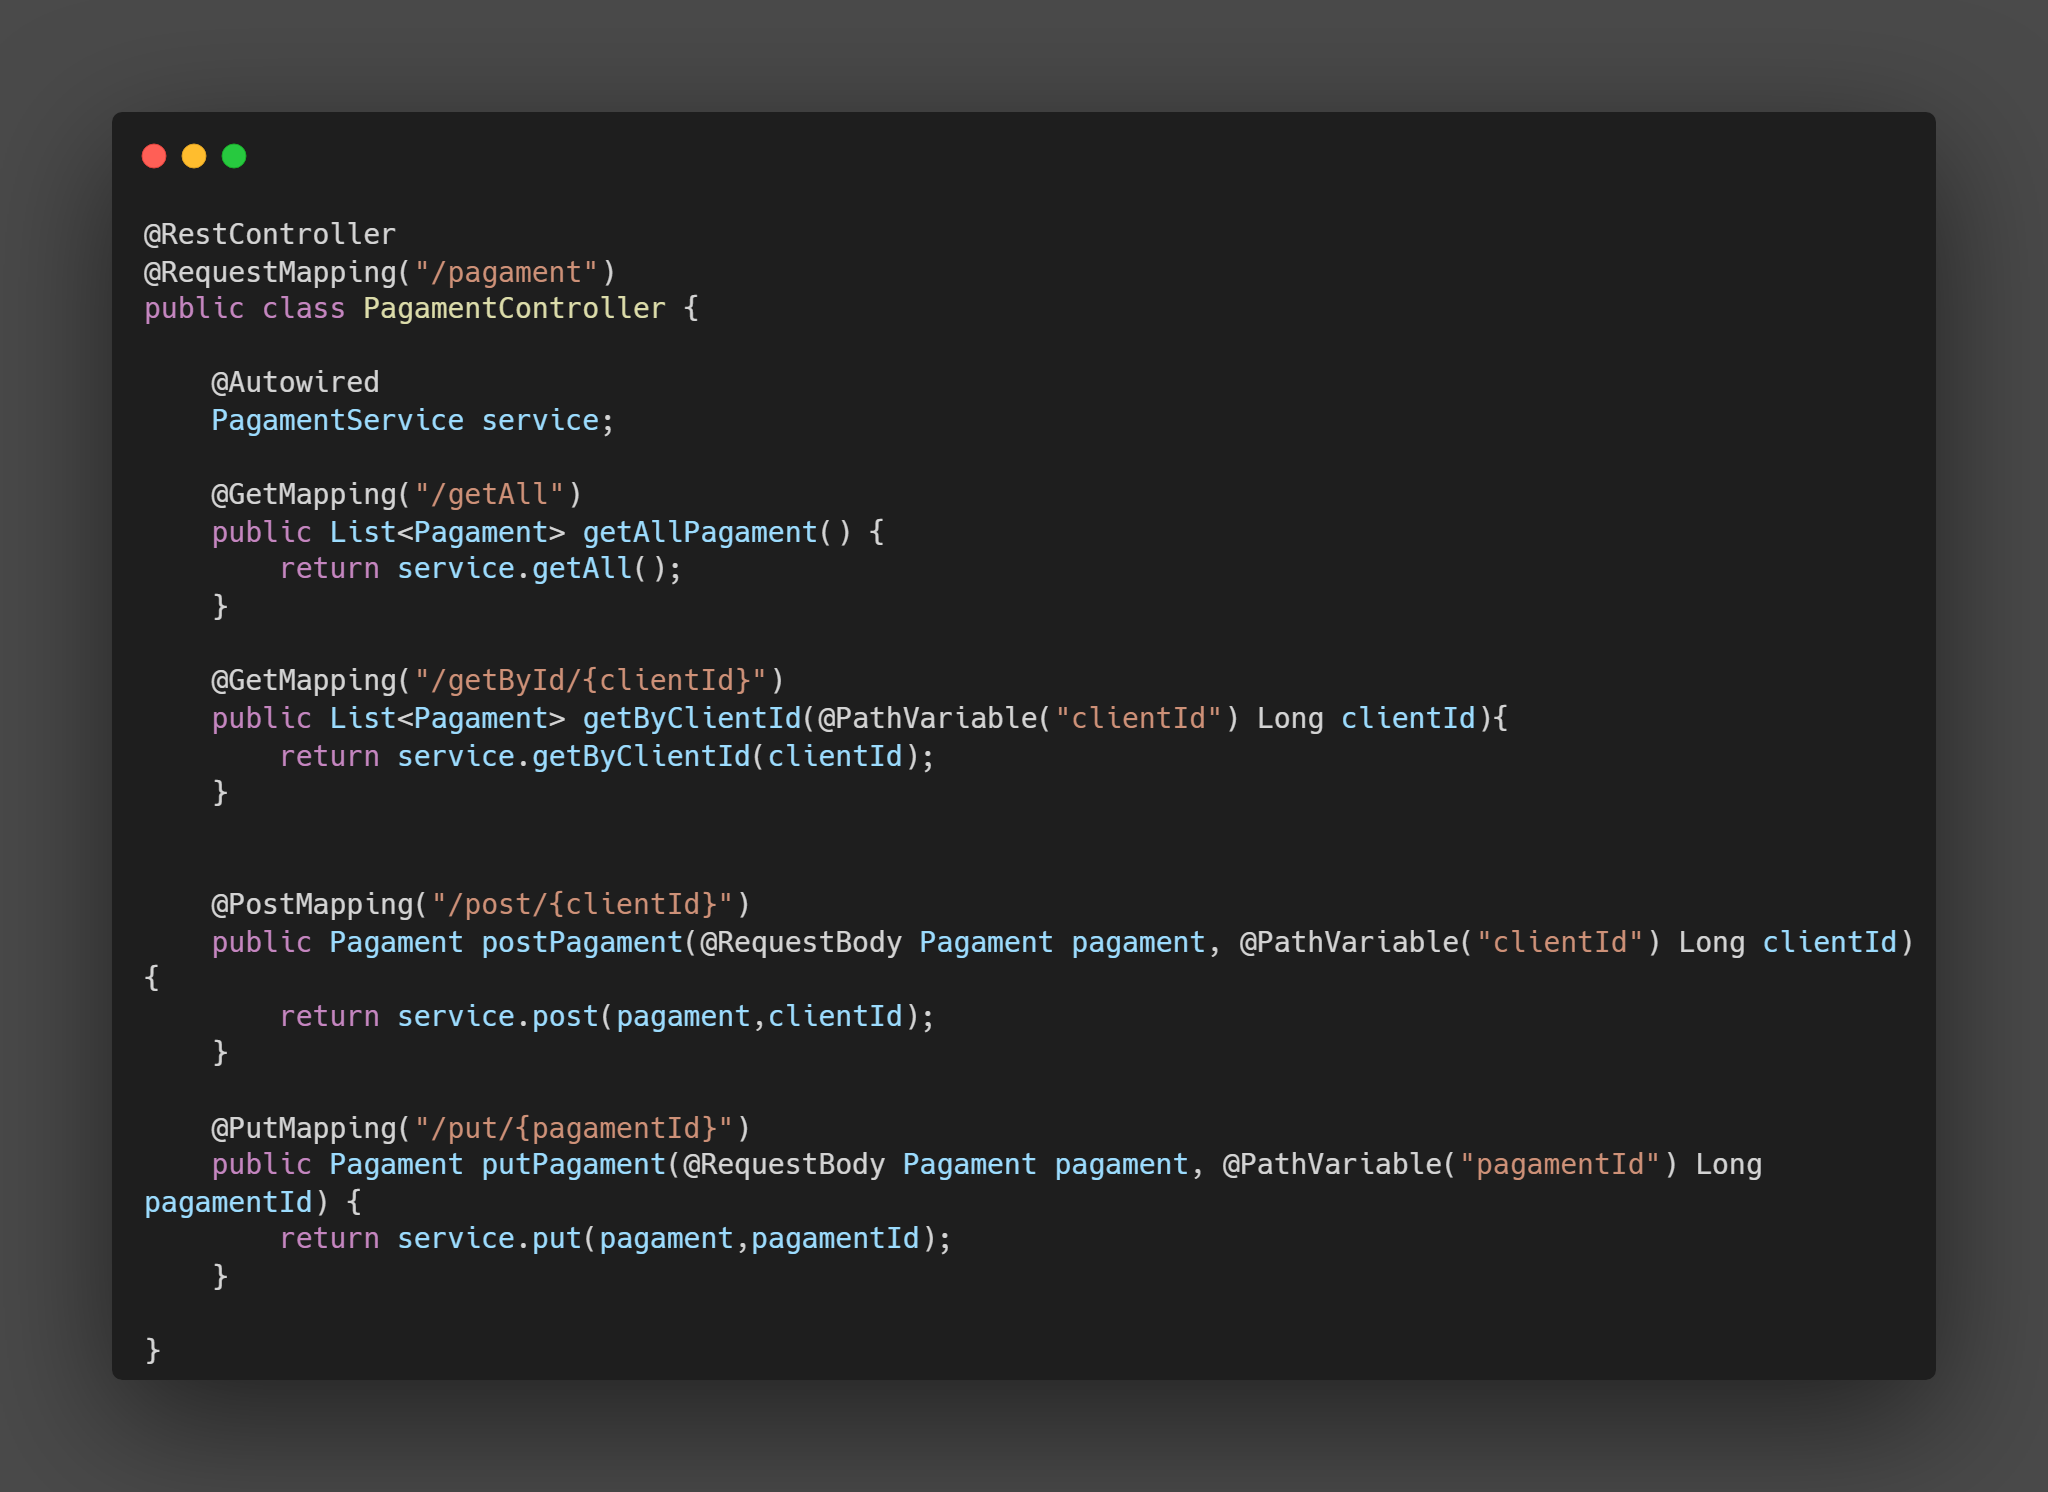 @RestController
@RequestMapping("/pagament")
public class PagamentController {
    @Autowired
    PagamentService service;
    @GetMapping("/getAll")
    public List<Pagament> getAllPagament() {
        return service.getAll();
    }
    @GetMapping("/getById/{clientId}")
    public List<Pagament> getByClientId(@PathVariable("clientId") Long clientId){
        return service.getByClientId(clientId);
    }
    @PostMapping("/post/{clientId}")
    public Pagament postPagament(@RequestBody Pagament pagament, @PathVariable("clientId") Long clientId)
{
        return service.post(pagament,clientId);
    }
    @PutMapping("/put/{pagamentId}")
    public Pagament putPagament(@RequestBody Pagament pagament, @PathVariable("pagamentId") Long
pagamentId) {
        return service.put(pagament,pagamentId);
    }
}